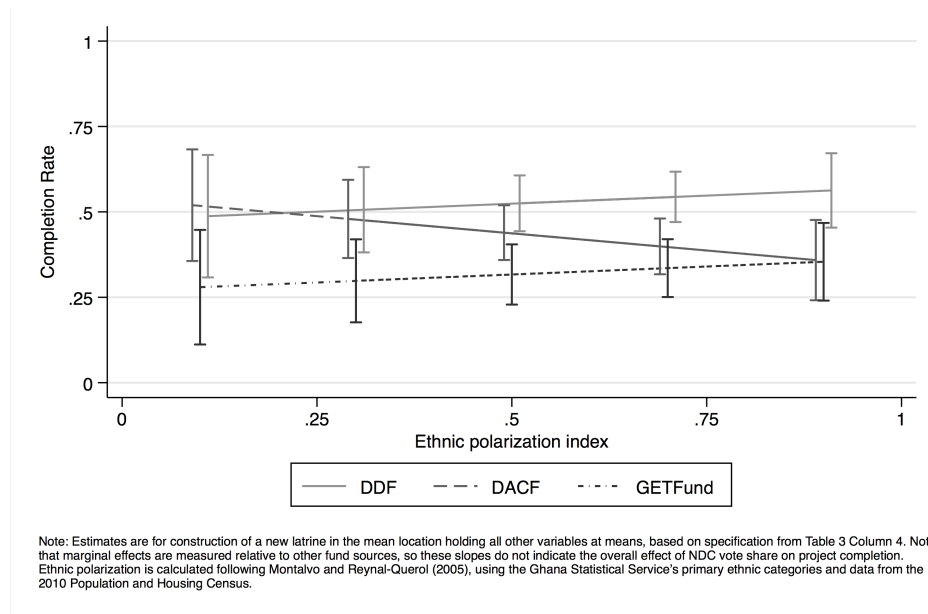 1
.75
.5
.25
0
Completion Rate
0 .25 .5 .75 1
Ethnic polarization index
DDF DACF GETFund
Note: Estimates are for construction of a new latrine in the mean location holding all other variables at means, based on specification from Table 3 Column 4. Not
that marginal effects are measured relative to other fund sources, so these slopes do not indicate the overall effect of NDC vote share on project completion.
Ethnic polarization is calculated following Montalvo and Reynal-Querol (2005), using the Ghana Statistical Service's primary ethnic categories and data from the
2010 Population and Housing Census.